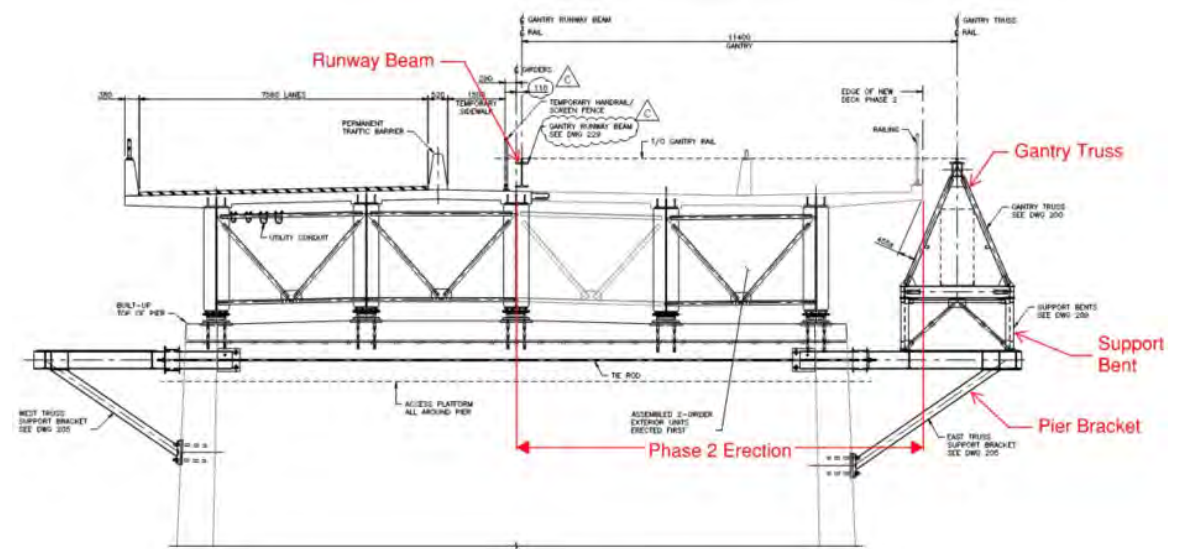 GANTRY RUNWAY BEAM
RAIL
GANTRY TRUSS
RAIL
11400
GANTRY
Runway Beam
GIRDERS
C
290
110
380
7580 LANES
520
1500
TEMPORARY
SIDEWALK
TEMPORARY HANDRAIL/
SCREEN FENCE
C
EDGE OF NEW
DECK PHASE 2
PERMANENT
TRAFFIC BARRIER
GANTRY RUNWAY BEAM
SEE DWG 229
T/O GANTRY RAIL
RAILING
Gantry Truss
GANTRY TRUSS
SEE DWG 200
UTILITY CONDUIT
BUILT-UP
TOP OF PIER
SUPPORT BENTS
SEE DWG 209
Support
Bent
TIE ROD
ACCESS PLATFORM
ALL AROUND PIER
ASSEMBLED 2-GIRDER
EXTERIOR UNITS
ERECTED FIRST
WEST TRUSS
SUPPORT BRACKET
SEE DWG 205
Phase 2 Erection
Pier Bracket
EAST TRUSS
SUPPORT BRACKET
SEE DWG 205